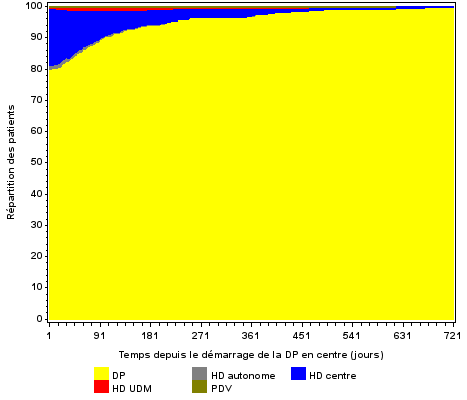 100
90
80
70
60
50
40
30
20
10
0
Répartition des patients
1 91 181 271 361 451 541 631 721
Temps depuis le démarrage de la DP en centre (jours)
DP HD autonome HD centre
HD UDM PDV